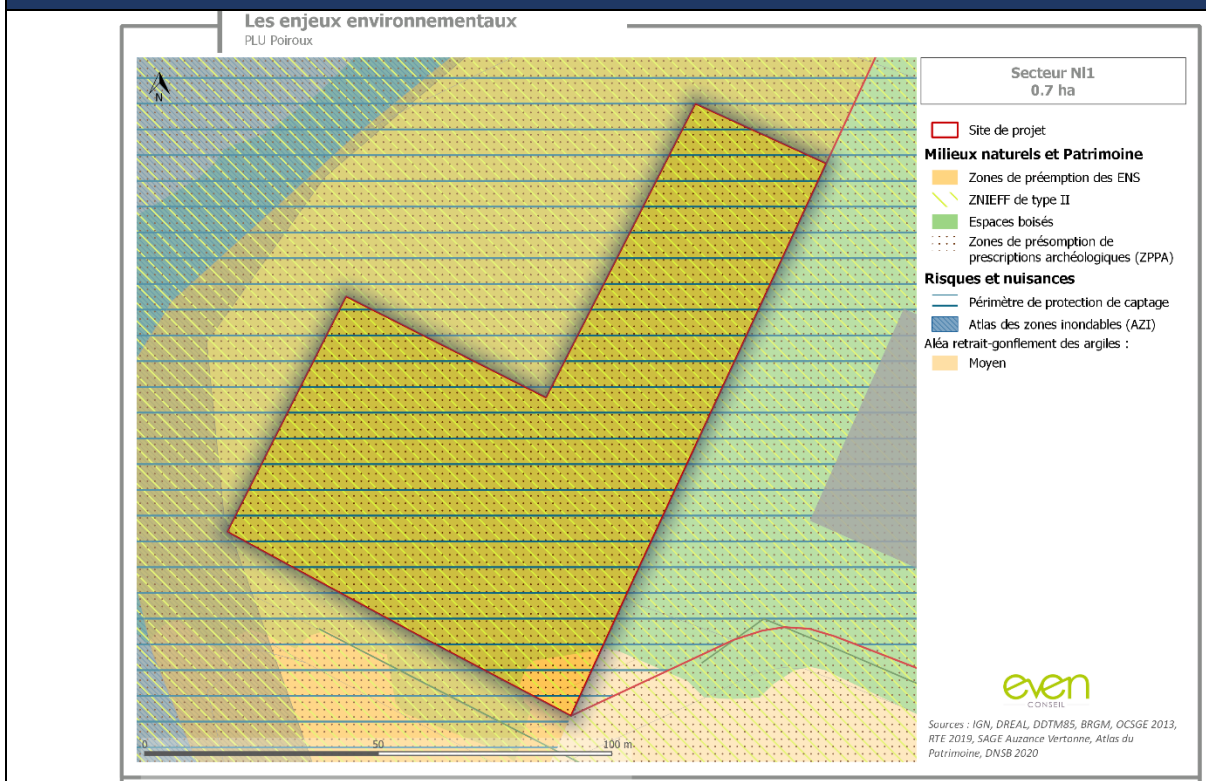 Les enjeux environnementaux
PLU Poiroux
N
Secteur Nl1
0.7 ha
Site de projet
Milieux naturels et Patrimoine
Zones de préemption des ENS
ZNIEFF de type II
Espaces boisés
Zones de présomption de
prescriptions archéologiques (ZPPA)
Risques et nuisances
Périmètre de protection de captage
Atlas des zones inondables (AZI)
Aléa retrait-gonflement des argiles :
Moyen
0 50 100 m
even
CONSEIL
Sources : IGN, DREAL, DDTM85, BRGM, OCSGE 2013,
RTE 2019, SAGE Auzance Vertonne, Atlas du
Patrimoine, DNSB 2020